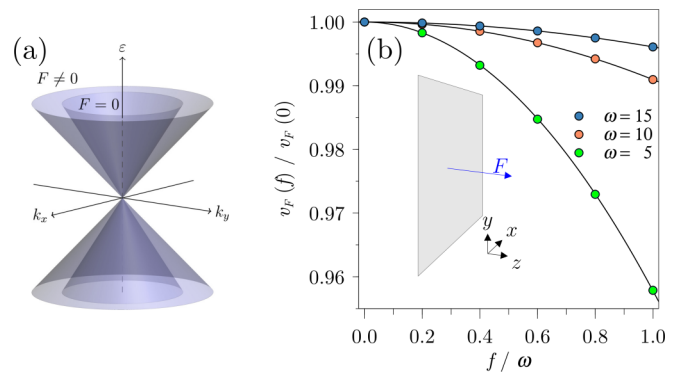 (a)
ε
F ≠ 0
F = 0
k_x
k_y
(b)
v_F (f) / v_F (0)
1.00
0.99
0.98
0.97
0.96
ω = 15
ω = 10
ω = 5
F
y
x
z
0.0 0.2 0.4 0.6 0.8 1.0
f / ω